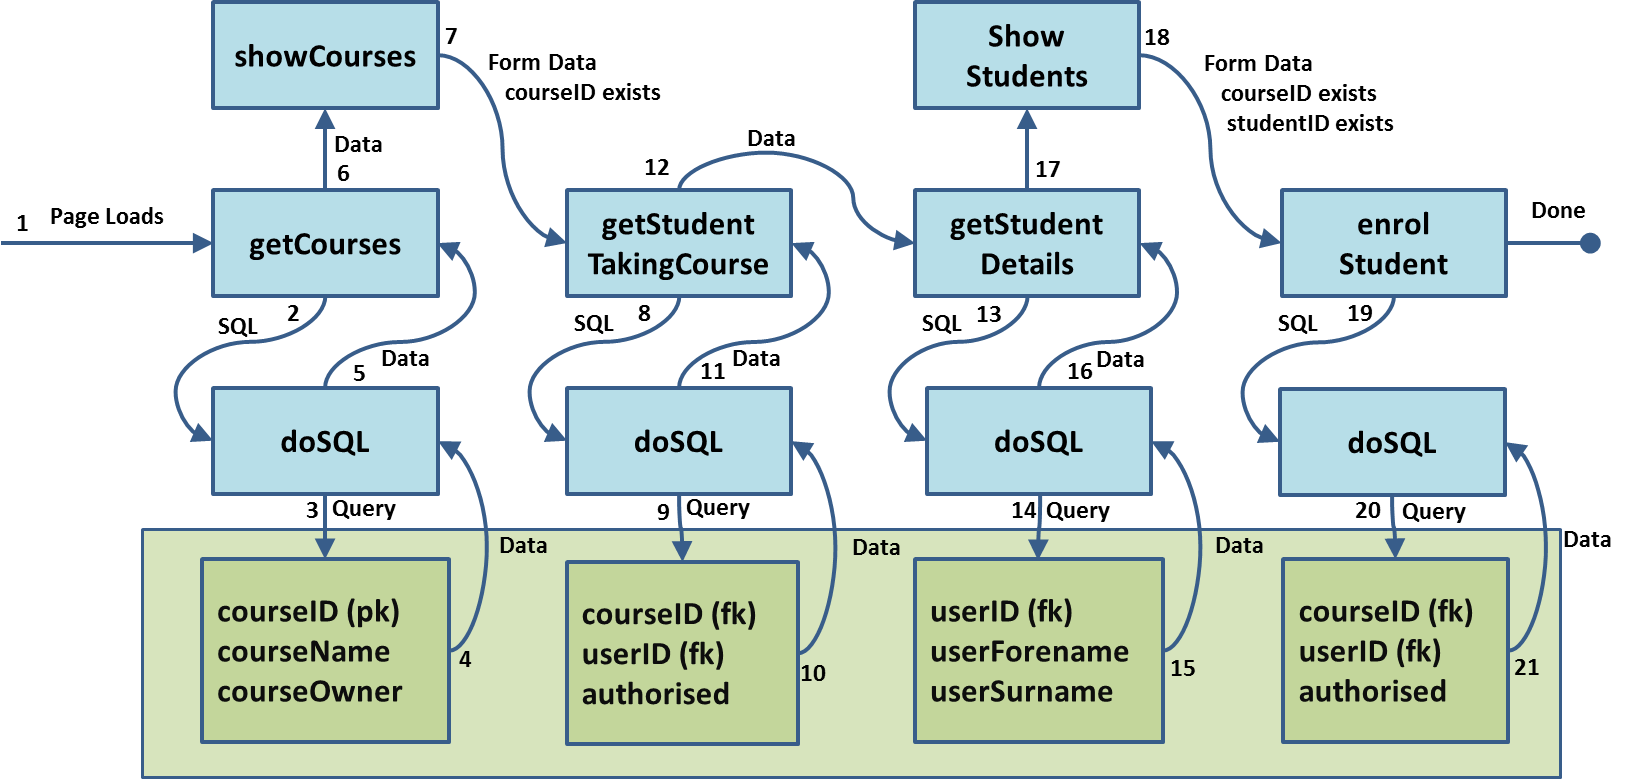 showCourses
7
Form Data
courseID exists
Show
Students
18
Form Data
courseID exists
studentID exists
Data
6
12
Data
17
1
Page Loads
getCourses
getStudent
TakingCourse
getStudent
Details
enrol
Student
Done
SQL
2
SQL
8
SQL
13
SQL
19
5
Data
11
Data
16
Data
doSQL
doSQL
doSQL
doSQL
3
Query
9
Query
14
Query
20
Query
Data
Data
Data
Data
courseID (pk)
courseName
courseOwner
4
courseID (fk)
userID (fk)
authorised
10
userID (fk)
userForename
userSurname
15
courseID (fk)
userID (fk)
authorised
21